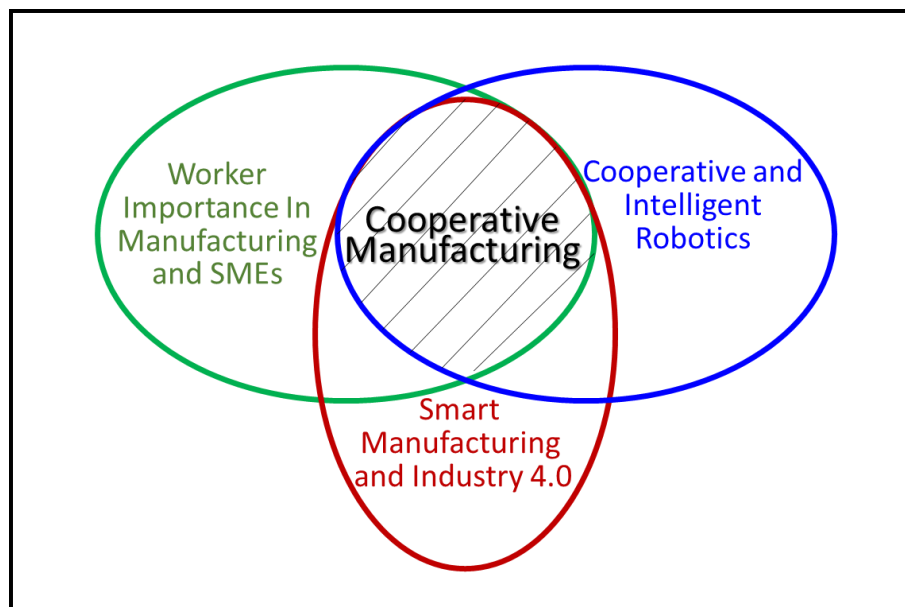 Worker
Importance In
Manufacturing
and SMEs
Cooperative
Manufacturing
Cooperative and
Intelligent
Robotics
Smart
Manufacturing
and Industry 4.0